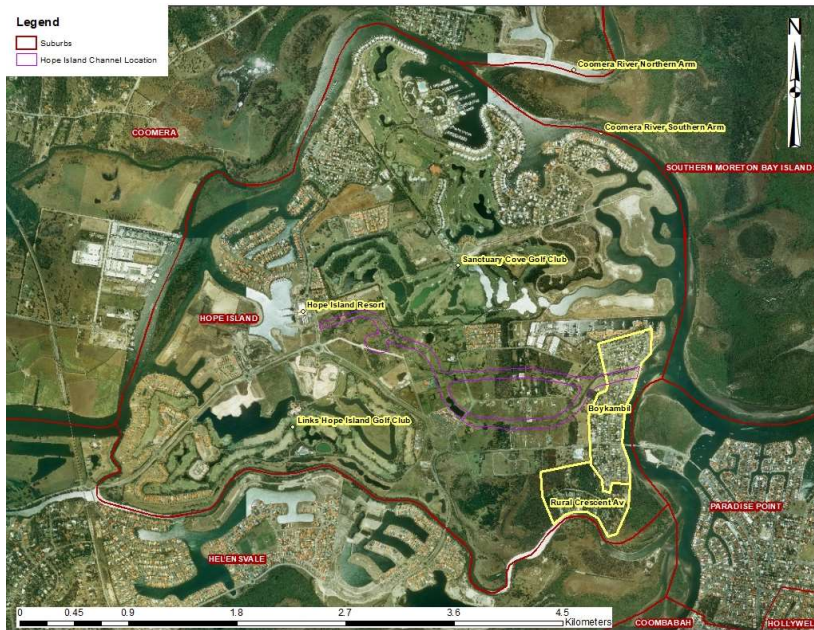 Legend
Suburbs
Hope Island Channel Location
N
Coomera River Northern Arm
COOMERA
Coomera River Southern Arm
SOUTHERN MORETON BAY ISLAND
Sanctuary Cove Golf Club
Hope Island Resort
HOPE ISLAND
Boykambil
Links Hope Island Golf Club
Rural Crescent Av
PARADISE POINT
HELENSVALE
0 0.45 0.9 1.8 2.7 3.6 4.5
Kilometers
COOMBABAH
HOLLYWEL